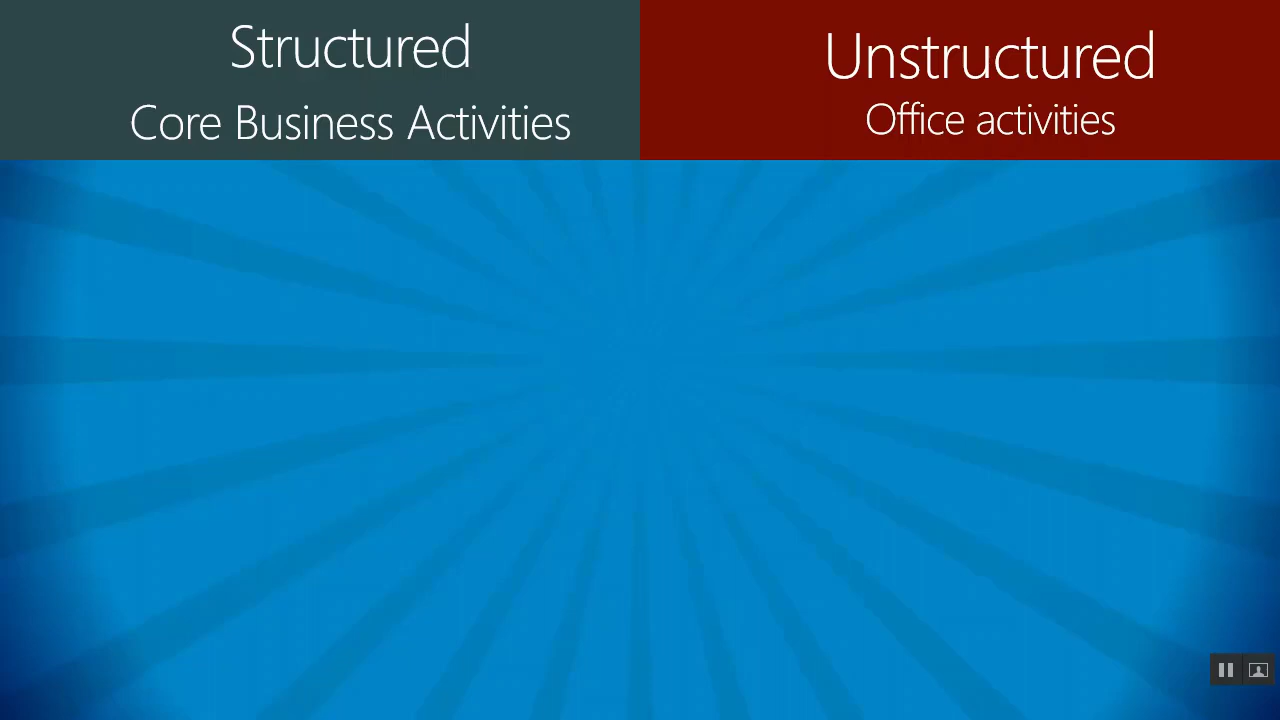 Structured
Core Business Activities
Unstructured
Office activities